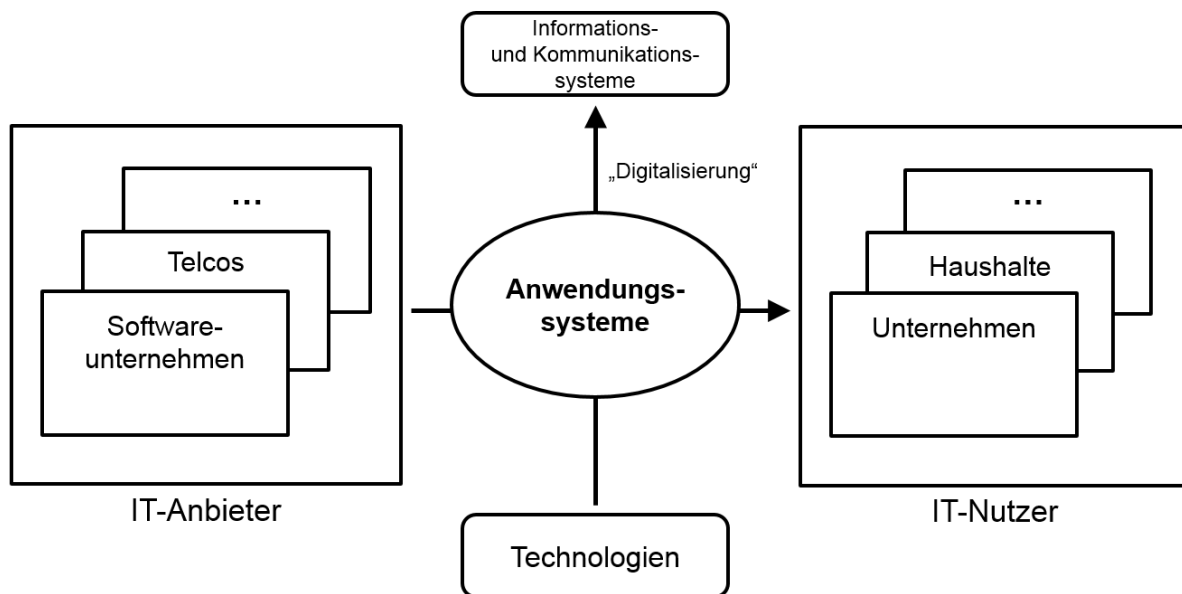 Informations-
und Kommunikations-
systeme
„Digitalisierung“
...
Telcos
Software-
unternehmen
IT-Anbieter
Anwendungs-
systeme
...
Haushalte
Unternehmen
IT-Nutzer
Technologien